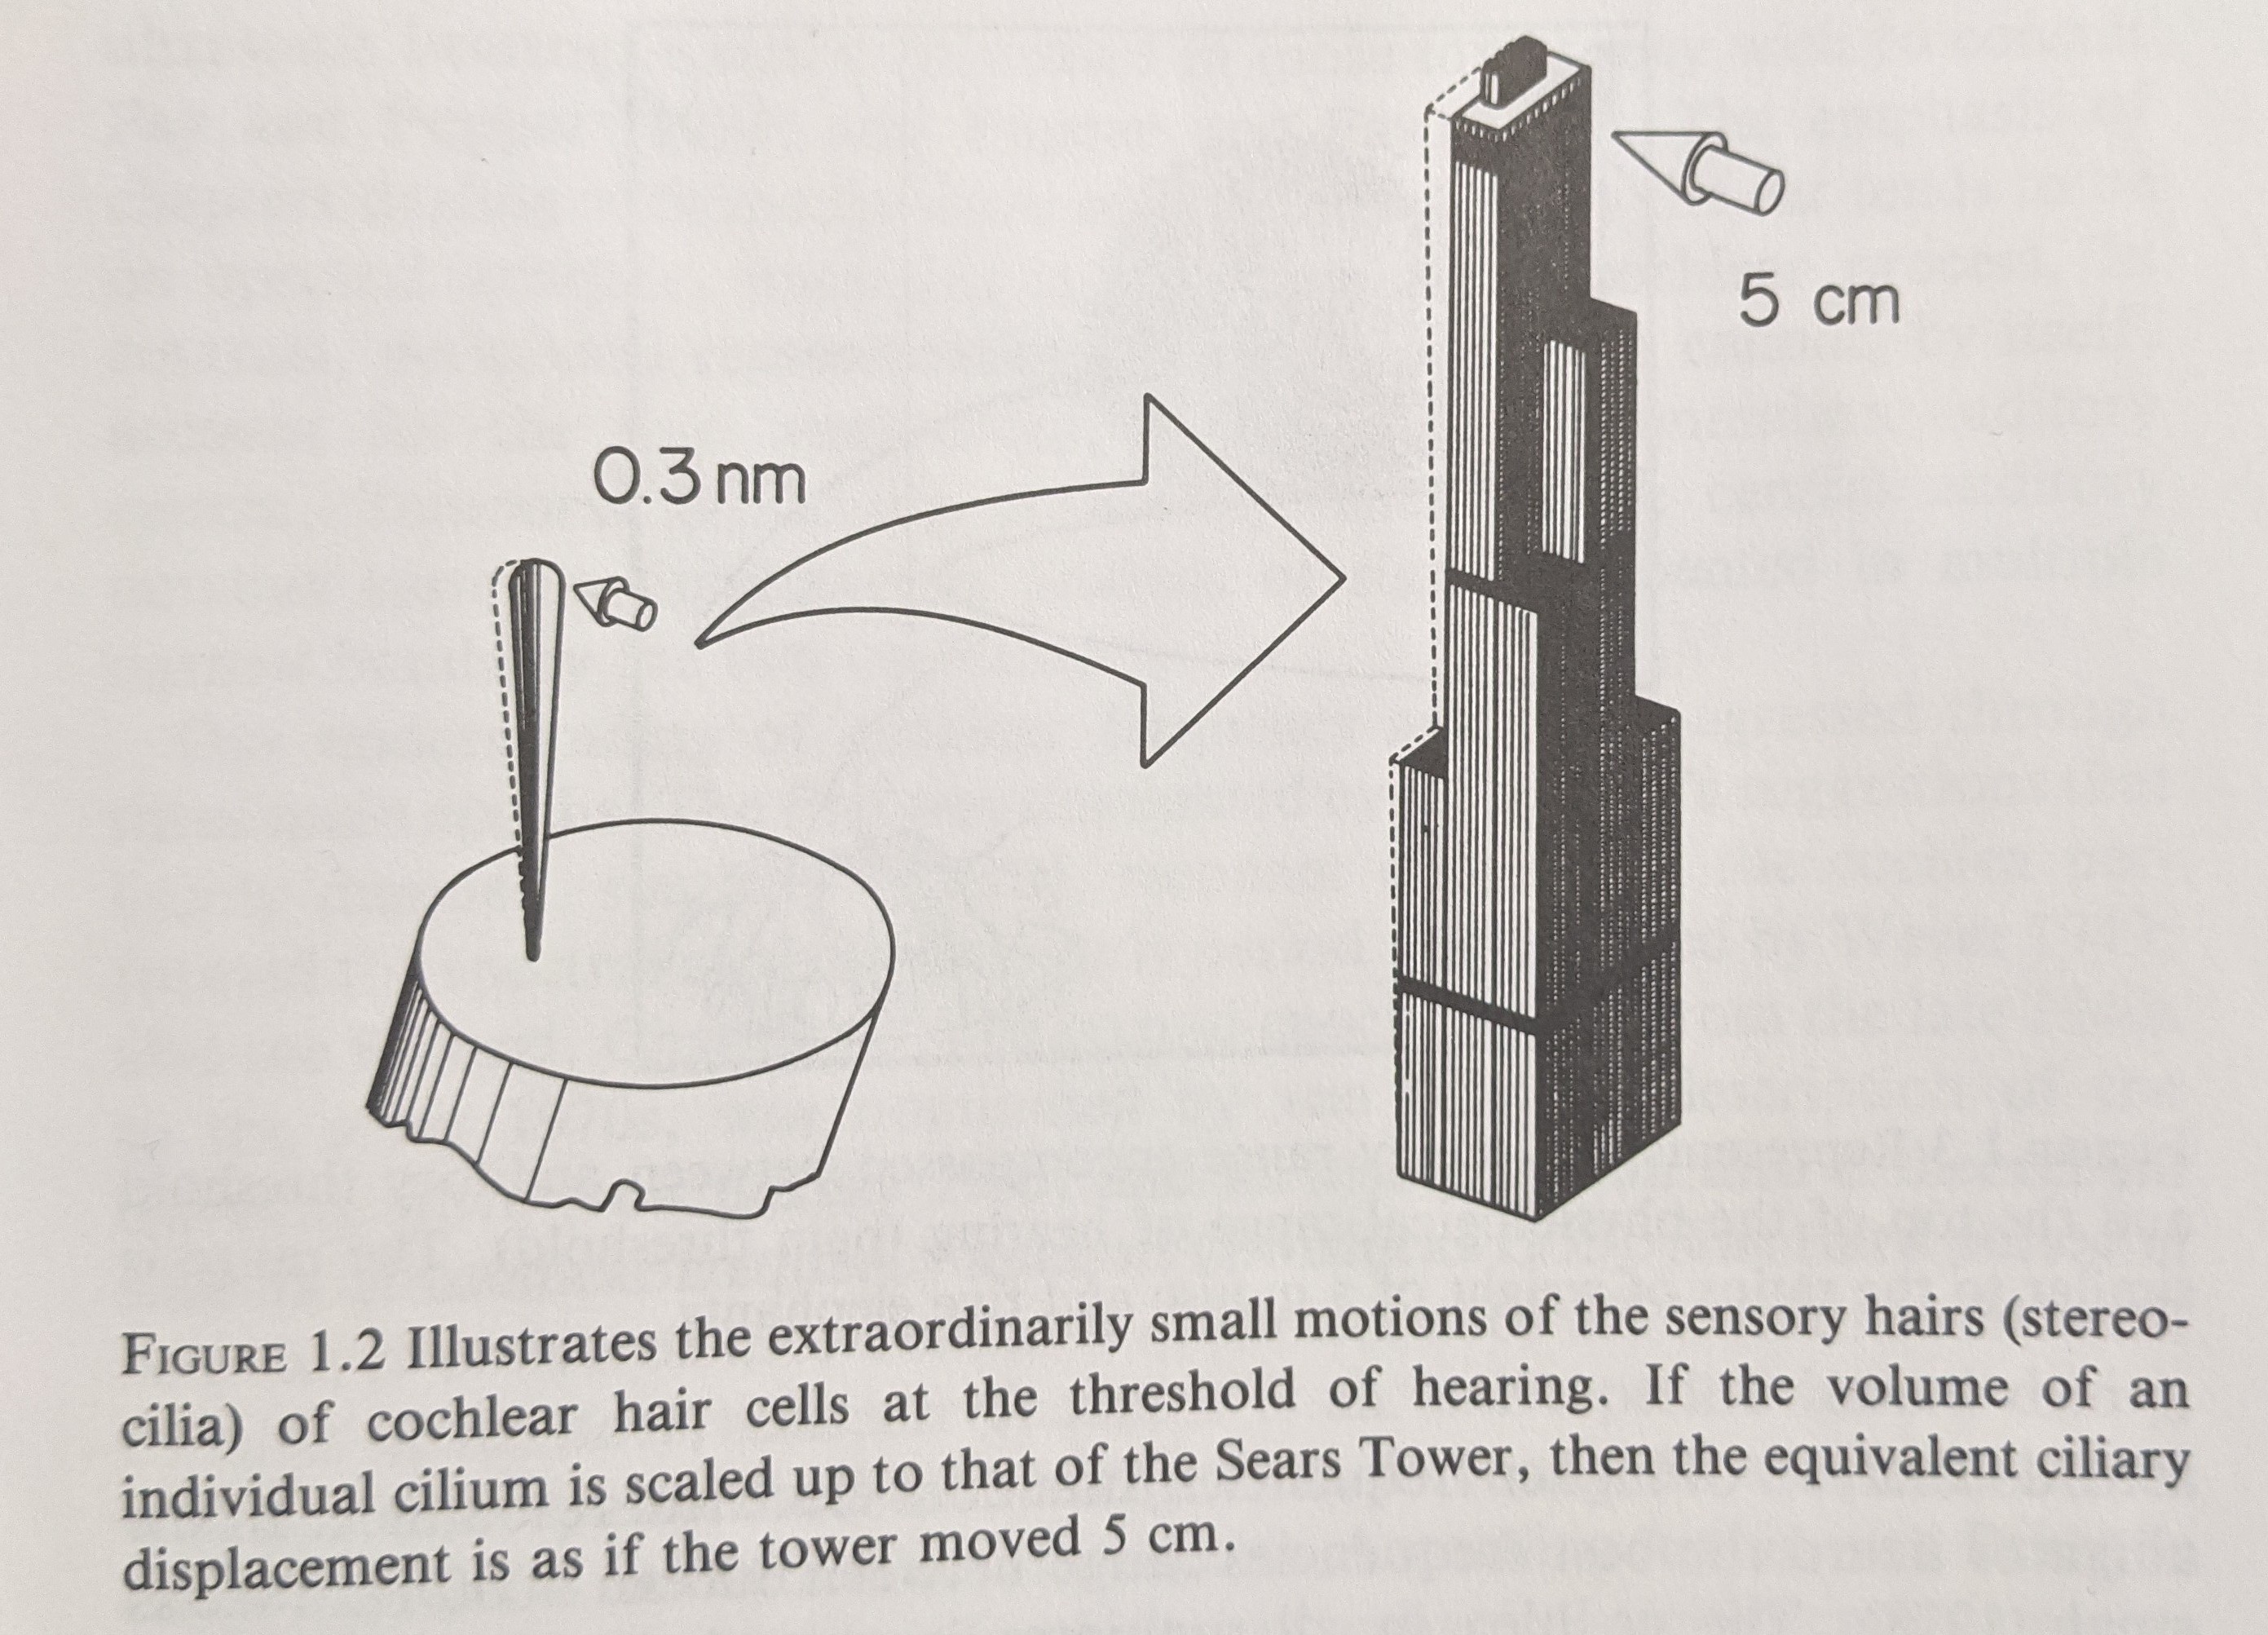 5 cm
0.3 nm
FIGURE 1.2 Illustrates the extraordinarily small motions of the sensory hairs (stereo-
cilia) of cochlear hair cells at the threshold of hearing. If the volume of an
individual cilium is scaled up to that of the Sears Tower, then the equivalent ciliary
displacement is as if the tower moved 5 cm.